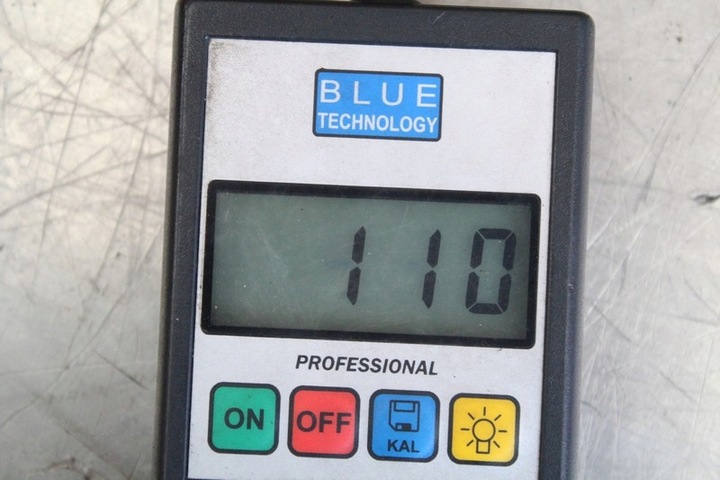 BLUE
TECHNOLOGY
110
PROFESSIONAL
ON OFF KAL